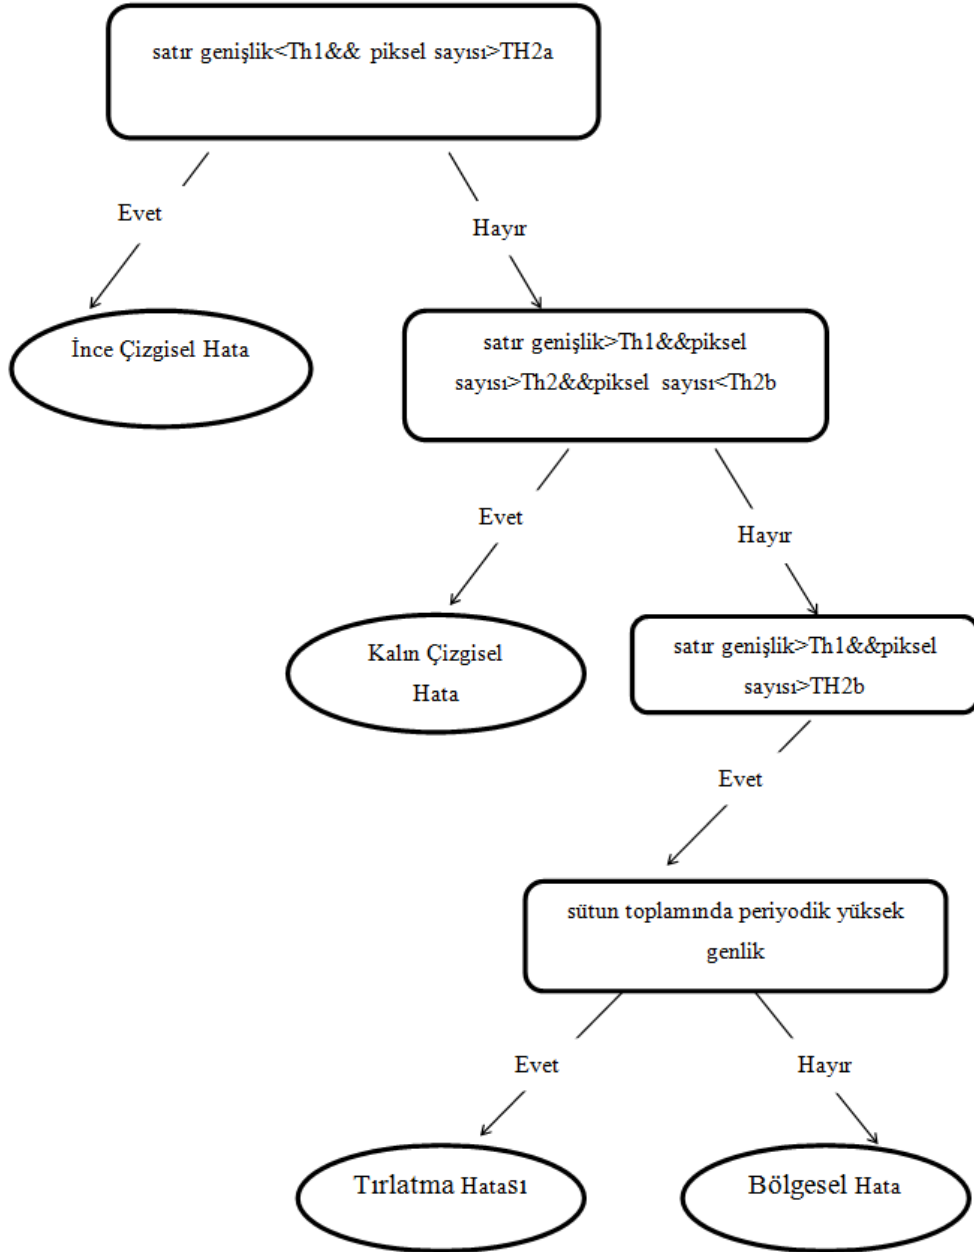 satır genişlik<Th1&& piksel sayısı>TH2a
Evet
Hayır
İnce Çizgisel Hata
satır genişlik>Th1&&piksel
sayısı>Th2&&piksel sayısı<Th2b
Evet
Hayır
Kalın Çizgisel
Hata
satır genişlik>Th1&&piksel
sayısı>TH2b
Evet
sütun toplamında periyodik yüksek
genlik
Evet
Hayır
Tırlatma Hatası
Bölgesel Hata